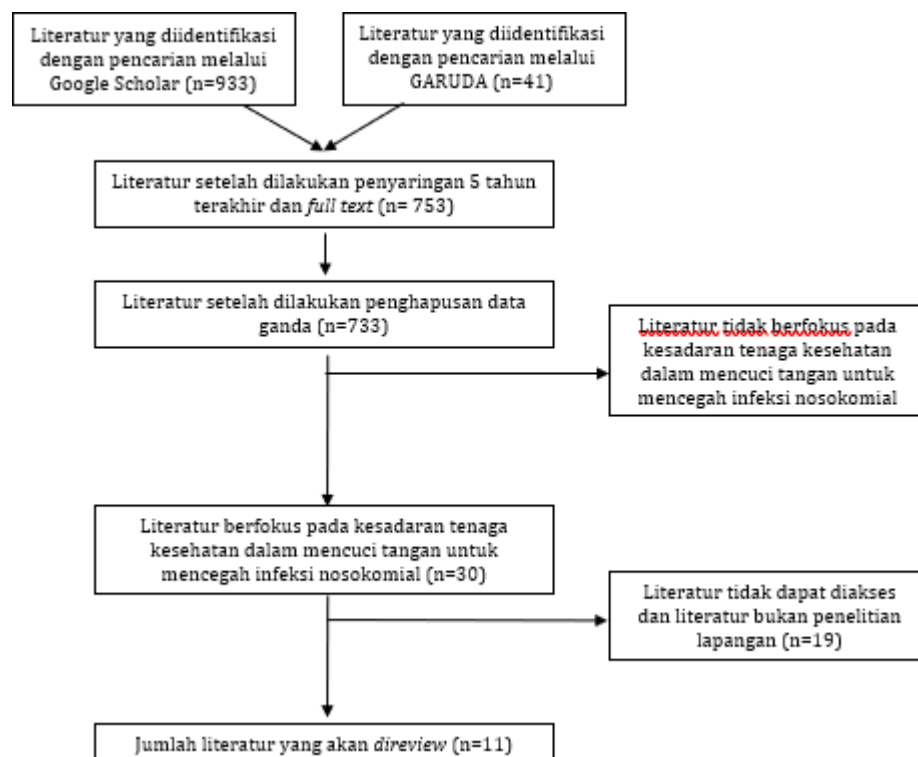 Literatur yang diidentifikasi
dengan pencarian melalui
Google Scholar (n=933)
Literatur yang diidentifikasi
dengan pencarian melalui
GARUDA (n=41)
Literatur setelah dilakukan penyaringan 5 tahun
terakhir dan full text (n= 753)
Literatur setelah dilakukan penghapusan data
ganda (n=733)
Literatur tidak berfokus pada
kesadaran tenaga kesehatan
dalam mencuci tangan untuk
mencegah infeksi nosokomial
Literatur berfokus pada kesadaran tenaga
kesehatan dalam mencuci tangan untuk
mencegah infeksi nosokomial (n=30)
Literatur tidak dapat diakses
dan literatur bukan penelitian
lapangan (n=19)
Jumlah literatur yang akan direview (n=11)